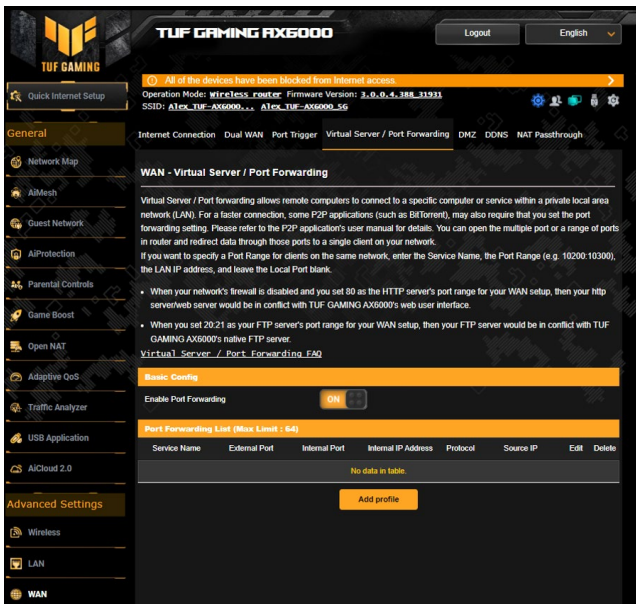 TUF GAMING AX6000
Logout
English
TUF GAMING
Quick Internet Setup
General
Network Map
AiMesh
Guest Network
AiProtection
Parental Controls
Game Boost
Open NAT
Adaptive QoS
Traffic Analyzer
USB Application
AiCloud 2.0
Advanced Settings
Wireless
LAN
WAN
All of the devices have been blocked from Internet access.
Operation Mode: Wireless router Firmware Version: 3.0.0.4.388_31931
SSID: Alex_TUF-AX6000... Alex_TUF-AX6000_5G
Internet Connection Dual WAN Port Trigger Virtual Server / Port Forwarding DMZ DDNS NAT Passthrough
WAN - Virtual Server / Port Forwarding
Virtual Server / Port forwarding allows remote computers to connect to a specific computer or service within a private local area
network (LAN). For a faster connection, some P2P applications (such as BitTorrent), may also require that you set the port
forwarding setting. Please refer to the P2P application's user manual for details. You can open the multiple port or a range of ports
in router and redirect data through those ports to a single client on your network.
If you want to specify a Port Range for clients on the same network, enter the Service Name, the Port Range (e.g. 10200:10300),
the LAN IP address, and leave the Local Port blank.
• When your network's firewall is disabled and you set 80 as the HTTP server's port range for your WAN setup, then your http
server/web server would be in conflict with TUF GAMING AX6000's web user interface.
• When you set 20:21 as your FTP server's port range for your WAN setup, then your FTP server would be in conflict with TUF
GAMING AX6000's native FTP server.
Virtual Server / Port Forwarding FAQ
Basic Config
Enable Port Forwarding
ON
Port Forwarding List (Max Limit : 64)
Service Name External Port Internal Port Internal IP Address Protocol Source IP Edit Delete
No data in table.
Add profile